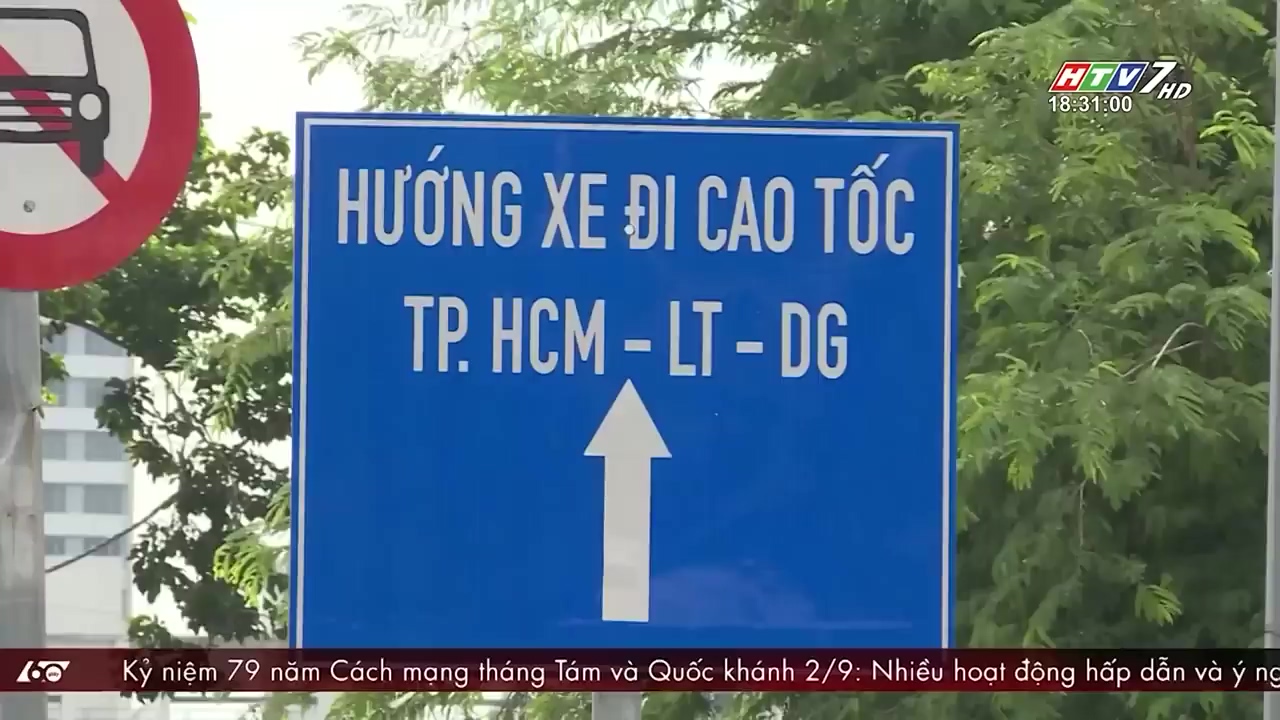 HTV7 HD
18:31:00
HƯỚNG XE ĐI CAO TỐC
TP. HCM - LT - DG
60 Kỷ niệm 79 năm Cách mạng tháng Tám và Quốc khánh 2/9: Nhiều hoạt động hấp dẫn và ý